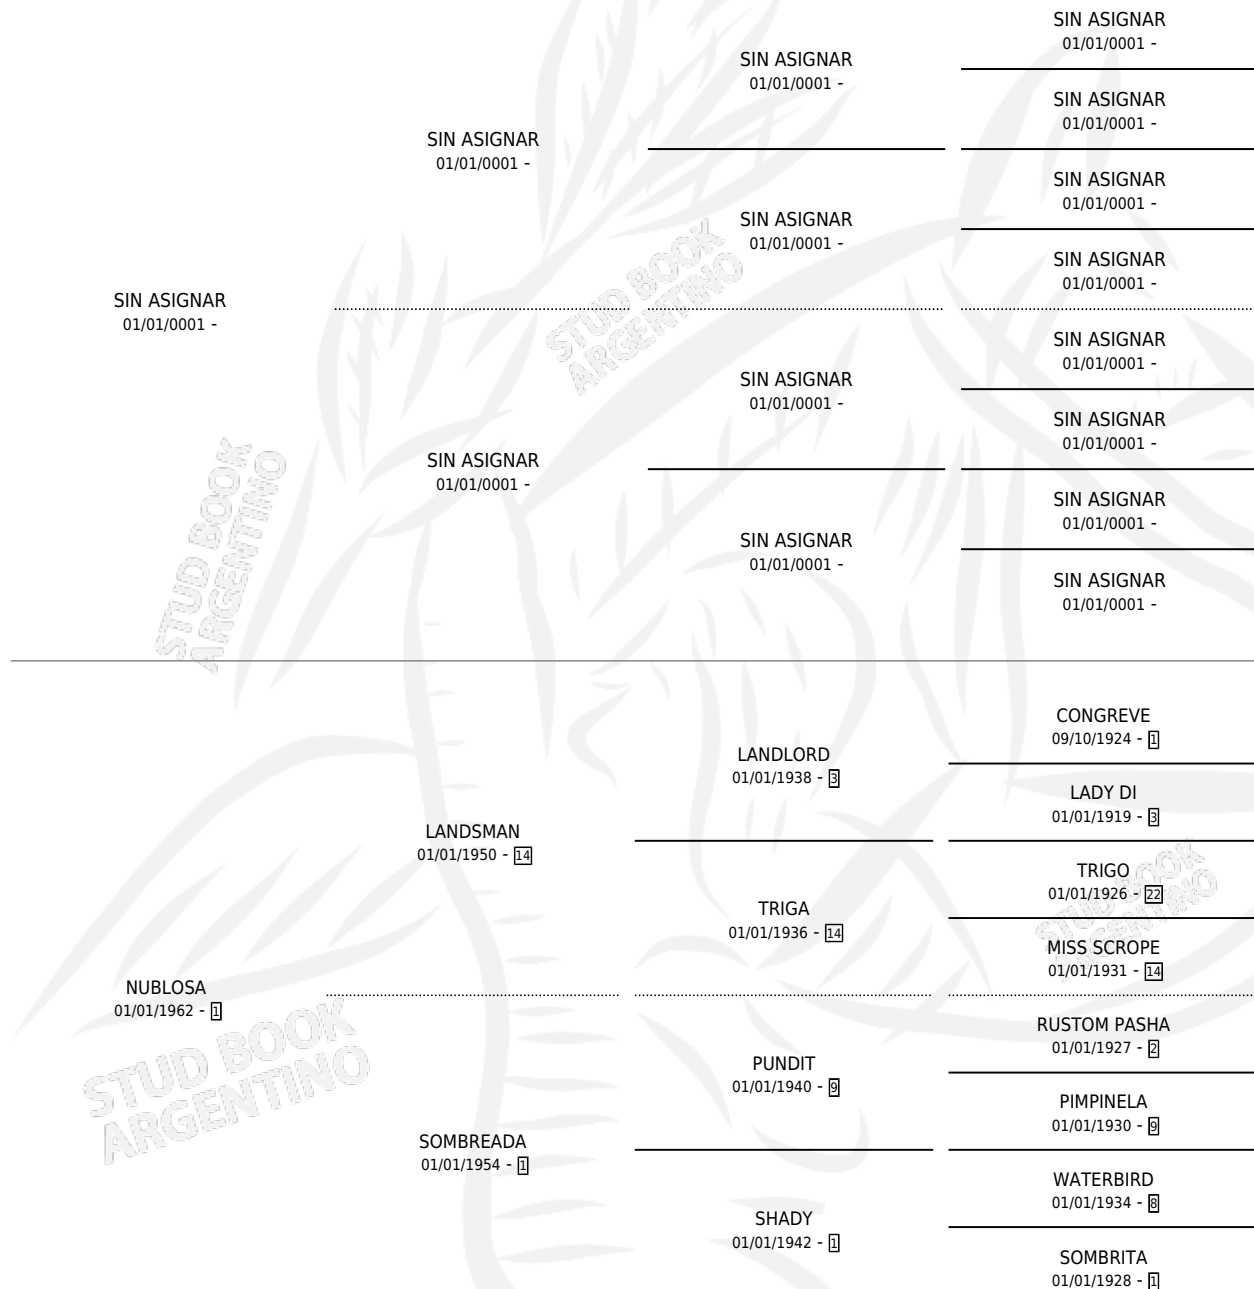 SIN ASIGNAR
01/01/0001 -
SIN ASIGNAR
01/01/0001 -
SIN ASIGNAR
01/01/0001 -
SIN ASIGNAR
01/01/0001 -
SIN ASIGNAR
01/01/0001 -
SIN ASIGNAR
01/01/0001 -
SIN ASIGNAR
01/01/0001 -
STUD BOOK
ARGENTINO
SIN ASIGNAR
01/01/0001 -
SIN ASIGNAR
01/01/0001 -
SIN ASIGNAR
01/01/0001 -
SIN ASIGNAR
01/01/0001 -
STUD BOOK
ARGENTINO
SIN ASIGNAR
01/01/0001 -
SIN ASIGNAR
01/01/0001 -
SIN ASIGNAR
01/01/0001 -
SIN ASIGNAR
01/01/0001 -
CONGREVE
09/10/1924 - 1
LANDLORD
01/01/1938 - 3
LADY DI
01/01/1919 - 3
LANDSMAN
01/01/1950 - 14
TRIGO
01/01/1926 - 22
TRIGA
01/01/1936 - 14
STUD BOOK
ARGENTINO
MISS SCROPE
01/01/1931 - 14
NUBLOSA
01/01/1962 - 1
STUD BOOK
ARGENTINO
RUSTOM PASHA
01/01/1927 - 2
PUNDIT
01/01/1940 - 9
PIMPINELA
01/01/1930 - 9
SOMBREADA
01/01/1954 - 1
WATERBIRD
01/01/1934 - 8
SHADY
01/01/1942 - 1
SOMBRITA
01/01/1928 - 1